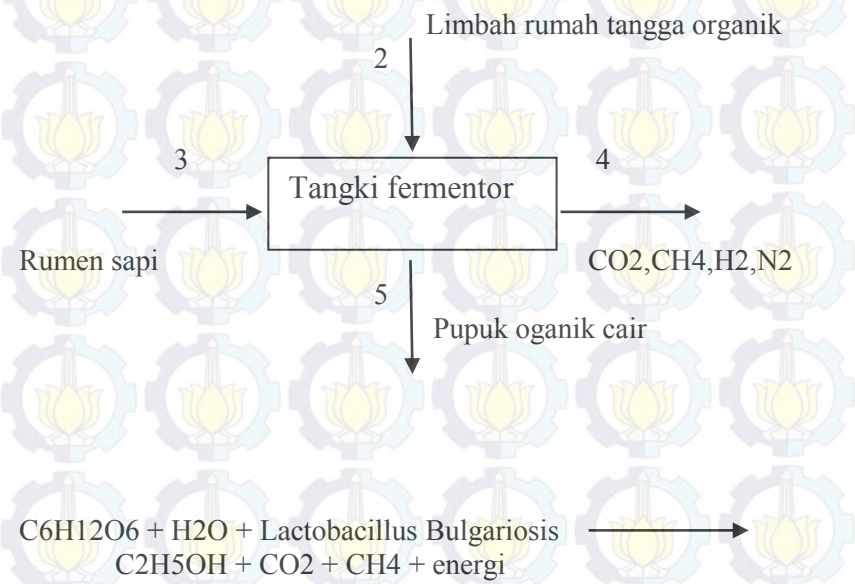 Limbah rumah tangga organik
2
3
Tangki fermentor
4
Rumen sapi
CO2,CH4,H2,N2
5
Pupuk oganik cair
C6H12O6 + H2O + Lactobacillus Bulgariosis
C2H5OH + CO2 + CH4 + energi